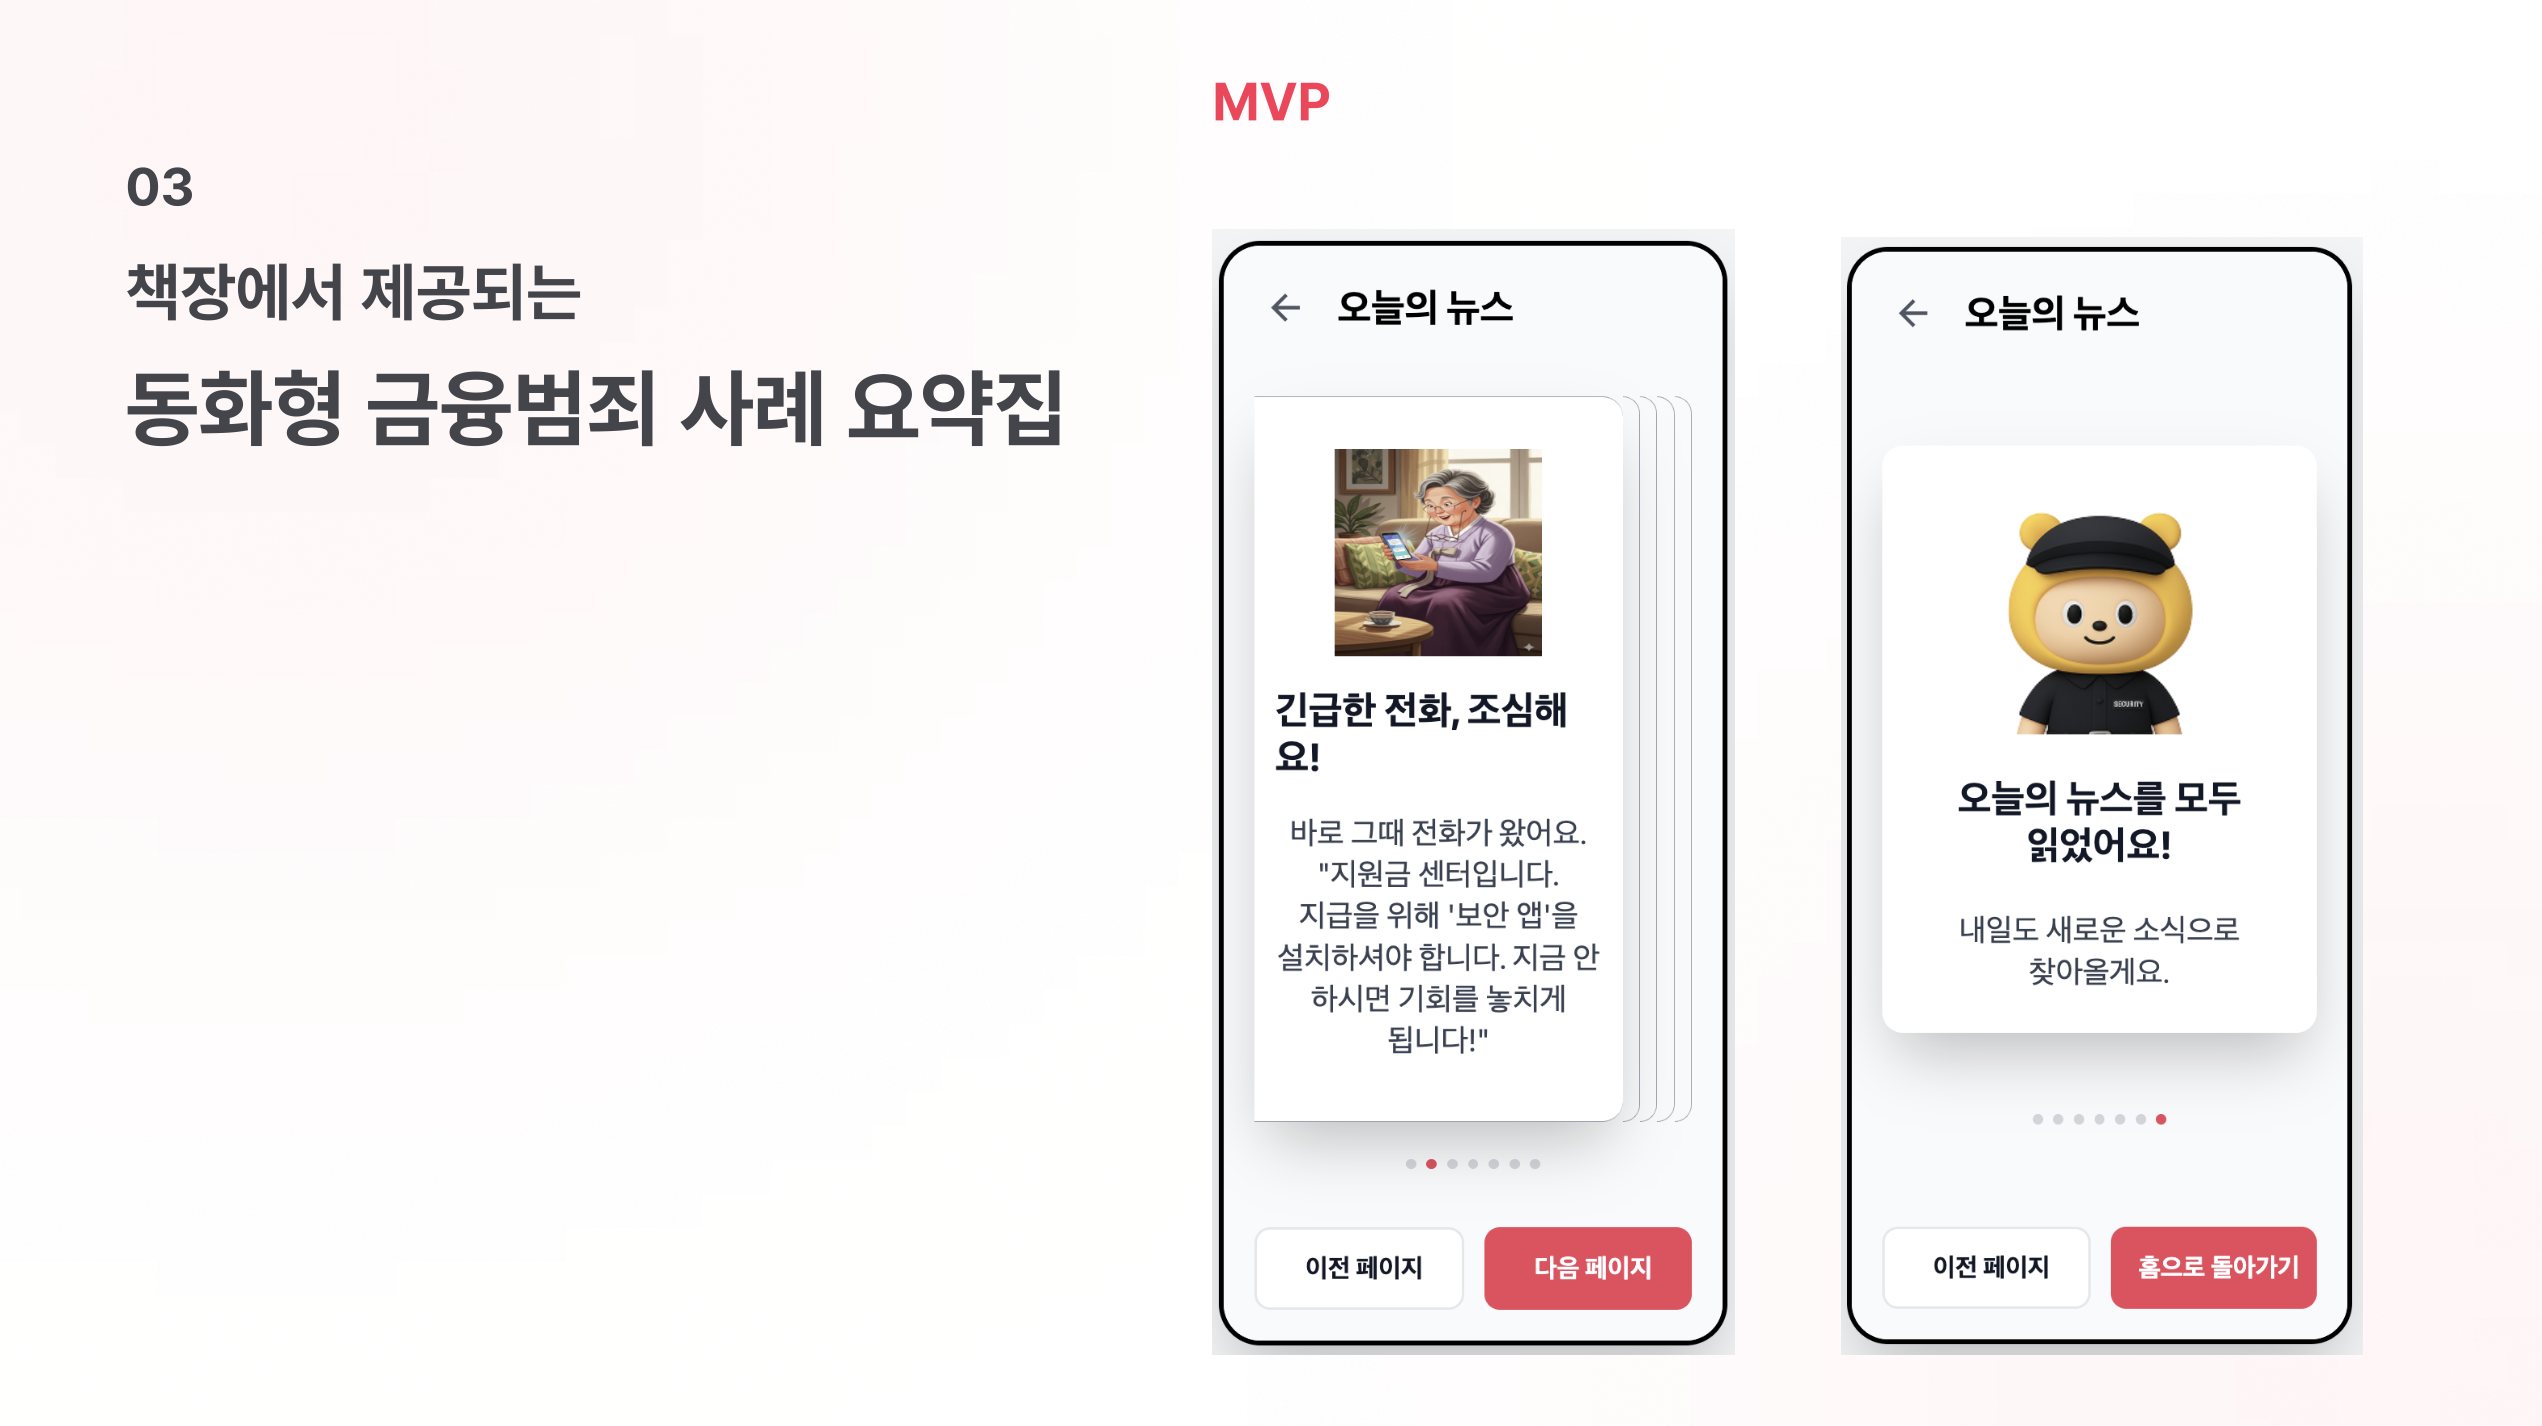 03
책장에서 제공되는
동화형 금융범죄 사례 요약집
MVP
오늘의 뉴스
긴급한 전화, 조심해
요!
바로 그때 전화가 왔어요.
"지원금 센터입니다.
지급을 위해 '보안 앱'을
설치하셔야 합니다. 지금 안
하시면 기회를 놓치게
됩니다!"
이전 페이지
다음 페이지
오늘의 뉴스
SECURITY
오늘의 뉴스를 모두
읽었어요!
내일도 새로운 소식으로
찾아올게요.
이전 페이지
홈으로 돌아가기